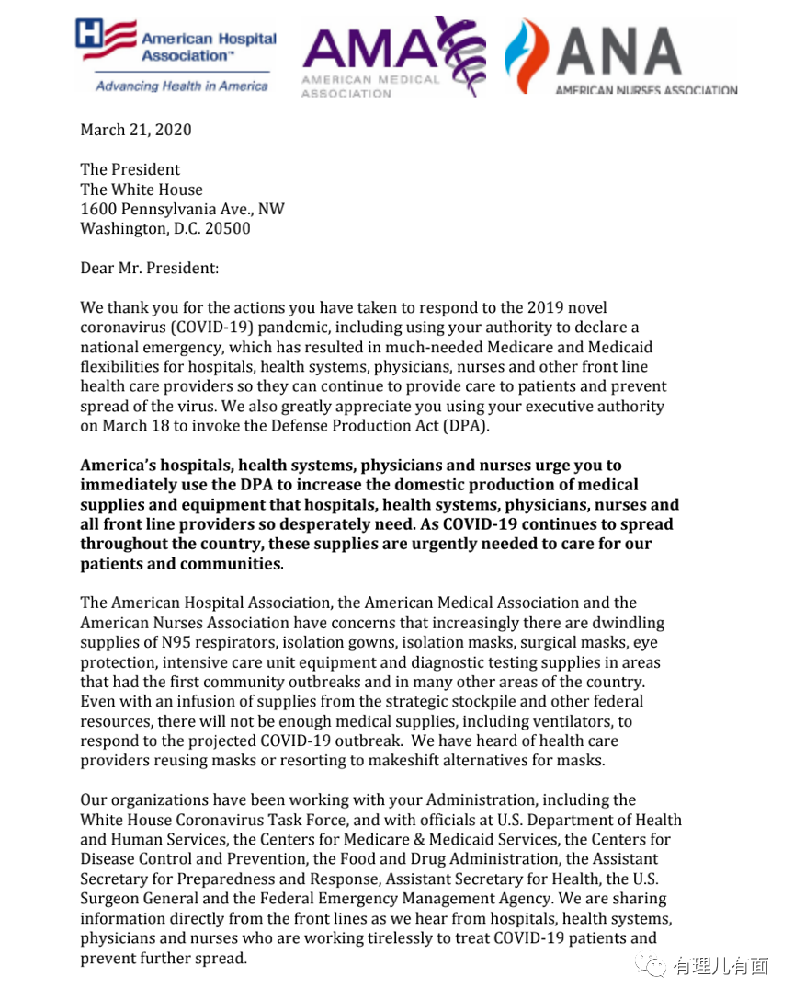 H American Hospital
Association™
Advancing Health in America
AMA
AMERICAN MEDICAL
ASSOCIATION
ANA
AMERICAN NURSES ASSOCIATION
March 21, 2020
The President
The White House
1600 Pennsylvania Ave., NW
Washington, D.C. 20500
Dear Mr. President:
We thank you for the actions you have taken to respond to the 2019 novel
coronavirus (COVID-19) pandemic, including using your authority to declare a
national emergency, which has resulted in much-needed Medicare and Medicaid
flexibilities for hospitals, health systems, physicians, nurses and other front line
health care providers so they can continue to provide care to patients and prevent
spread of the virus. We also greatly appreciate you using your executive authority
on March 18 to invoke the Defense Production Act (DPA).
America’s hospitals, health systems, physicians and nurses urge you to
immediately use the DPA to increase the domestic production of medical
supplies and equipment that hospitals, health systems, physicians, nurses and
all front line providers so desperately need. As COVID-19 continues to spread
throughout the country, these supplies are urgently needed to care for our
patients and communities.
The American Hospital Association, the American Medical Association and the
American Nurses Association have concerns that increasingly there are dwindling
supplies of N95 respirators, isolation gowns, isolation masks, surgical masks, eye
protection, intensive care unit equipment and diagnostic testing supplies in areas
that had the first community outbreaks and in many other areas of the country.
Even with an infusion of supplies from the strategic stockpile and other federal
resources, there will not be enough medical supplies, including ventilators, to
respond to the projected COVID-19 outbreak.  We have heard of health care
providers reusing masks or resorting to makeshift alternatives for masks.
Our organizations have been working with your Administration, including the
White House Coronavirus Task Force, and with officials at U.S. Department of Health
and Human Services, the Centers for Medicare & Medicaid Services, the Centers for
Disease Control and Prevention, the Food and Drug Administration, the Assistant
Secretary for Preparedness and Response, Assistant Secretary for Health, the U.S.
Surgeon General and the Federal Emergency Management Agency. We are sharing
information directly from the front lines as we hear from hospitals, health systems,
physicians and nurses who are working tirelessly to treat COVID-19 patients and
prevent further spread.
有理儿有面